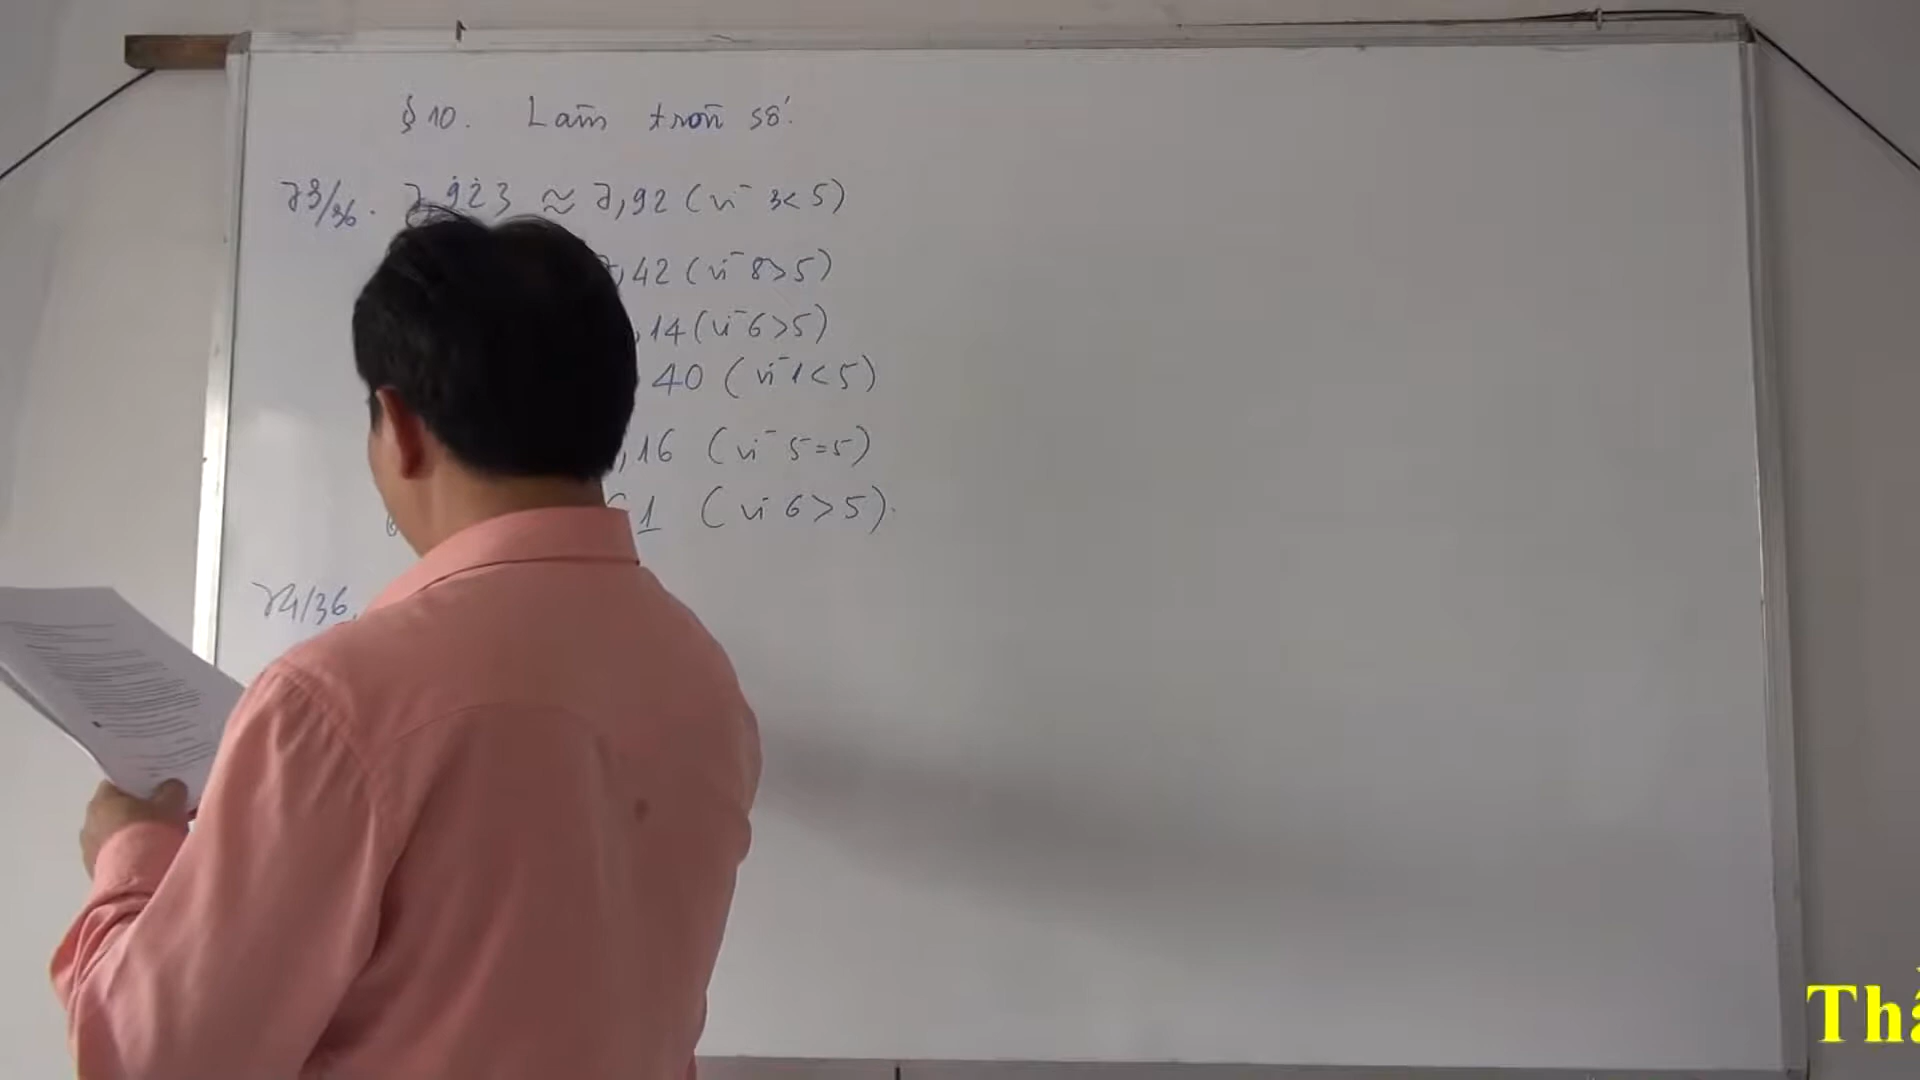 § 10. Làm tròn số.
73/36. 7,923 ≈ 7,92 (vì 3<5)
,42 (vì 8>5)
,14 (vì 6>5)
40 (vì 1<5)
,16 (vì 5=5)
1 (vì 6>5).
74/36.